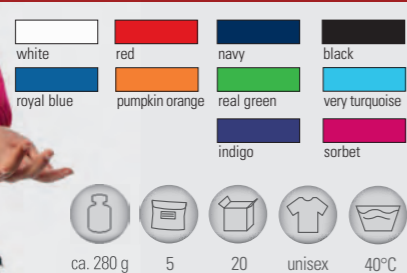 white red navy black
royal blue pumpkin orange real green very turquoise
indigo sorbet
ca. 280 g 5 20 unisex 40°C